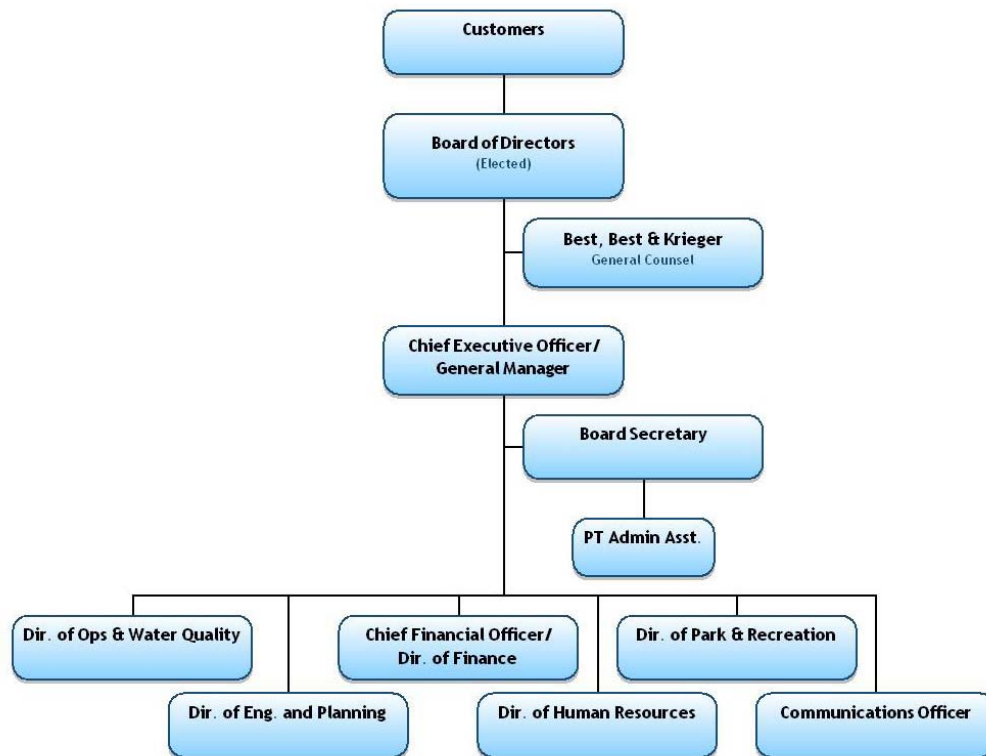 Customers
Board of Directors
(Elected)
Best, Best & Krieger
General Counsel
Chief Executive Officer/
General Manager
Board Secretary
PT Admin Asst.
Dir. of Ops & Water Quality
Chief Financial Officer/
Dir. of Finance
Dir. of Park & Recreation
Dir. of Eng. and Planning
Dir. of Human Resources
Communications Officer